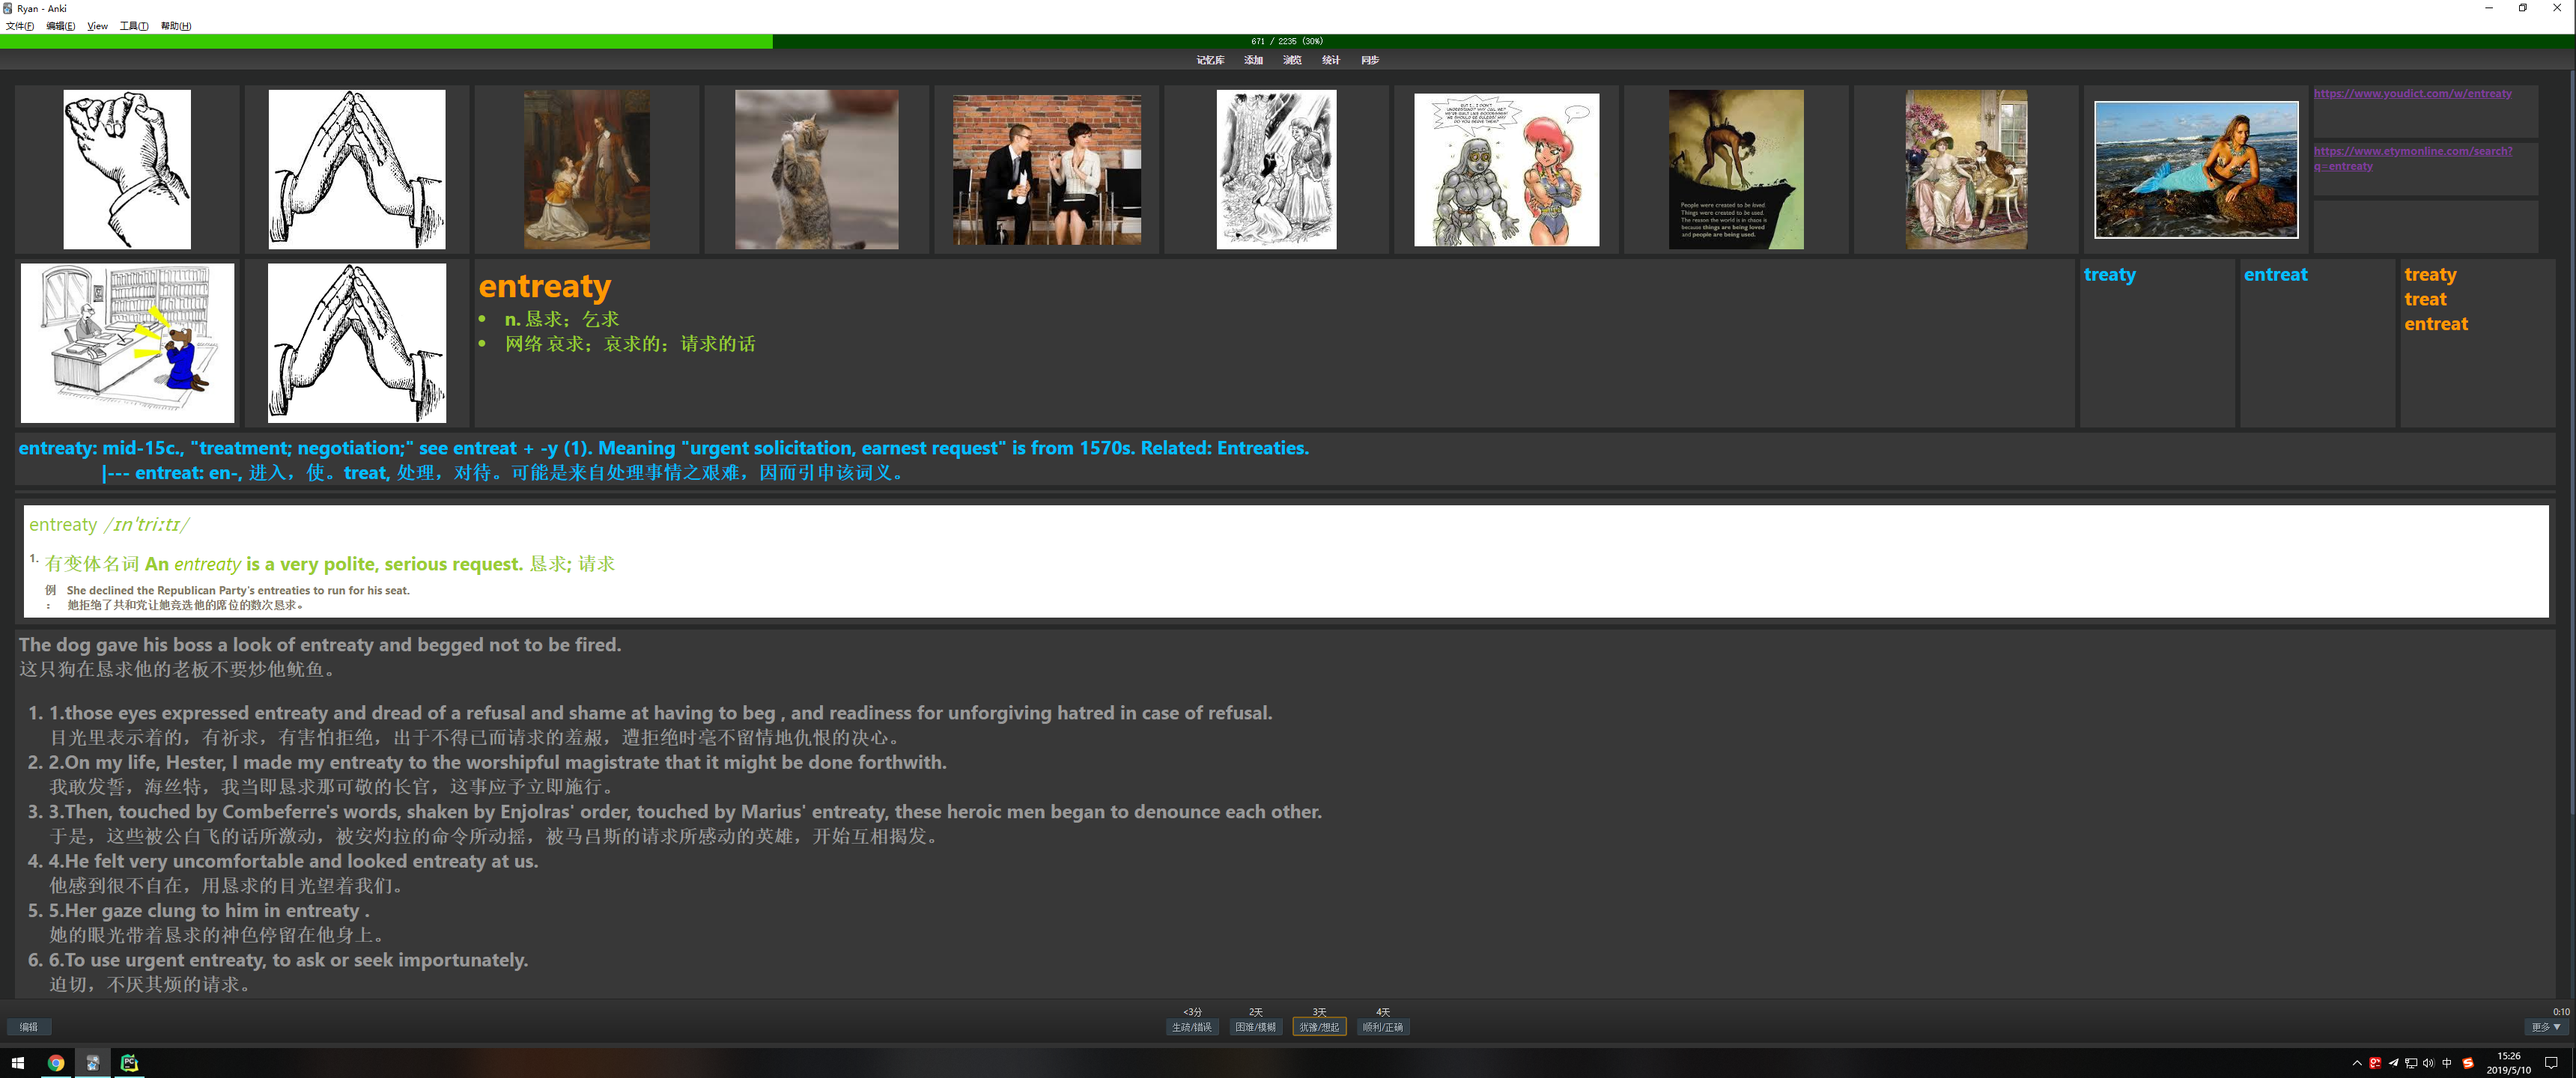 Ryan - Anki
文件(F) 编辑(E) View 工具(T) 帮助(H)
671 / 2235 (30%)
记忆库 添加 浏览 统计 同步
People were created to be loved.
Things were created to be used.
The reason the world is in chaos is
because things are being loved
and people are being used.
https://www.youdict.com/w/entreaty
https://www.etymonline.com/search?
q=entreaty
entreaty
• n. 恳求；乞求
• 网络 哀求；哀求的；请求的话
treaty
entreat
treaty
treat
entreat
entreaty: mid-15c., "treatment; negotiation;" see entreat + -y (1). Meaning "urgent solicitation, earnest request" is from 1570s. Related: Entreaties.
|--- entreat: en-, 进入，使。treat, 处理，对待。可能是来自处理事情之艰难，因而引申该词义。
entreaty /ɪn'triːtɪ/
1. 有变体名词 An entreaty is a very polite, serious request. 恳求; 请求
例 She declined the Republican Party's entreaties to run for his seat.
： 她拒绝了共和党让她竞选他的席位的数次恳求。
The dog gave his boss a look of entreaty and begged not to be fired.
这只狗在恳求他的老板不要炒他鱿鱼。
1. 1.those eyes expressed entreaty and dread of a refusal and shame at having to beg , and readiness for unforgiving hatred in case of refusal.
目光里表示着的，有祈求，有害怕拒绝，出于不得已而请求的羞赧，遭拒绝时毫不留情地仇恨的决心。
2. 2.On my life, Hester, I made my entreaty to the worshipful magistrate that it might be done forthwith.
我敢发誓，海丝特，我当即恳求那可敬的长官，这事应予立即施行。
3. 3.Then, touched by Combeferre's words, shaken by Enjolras' order, touched by Marius' entreaty, these heroic men began to denounce each other.
于是，这些被公白飞的话所激动，被安灼拉的命令所动摇，被马吕斯的请求所感动的英雄，开始互相揭发。
4. 4.He felt very uncomfortable and looked entreaty at us.
他感到很不自在，用恳求的目光望着我们。
5. 5.Her gaze clung to him in entreaty .
她的眼光带着恳求的神色停留在他身上。
6. 6.To use urgent entreaty, to ask or seek importunately.
迫切，不厌其烦的请求。
<3分 2天 3天 4天
0:10
编辑 生疏/错误 困难/模糊 犹豫/想起 顺利/正确 更多▼
中
15:26
2019/5/10